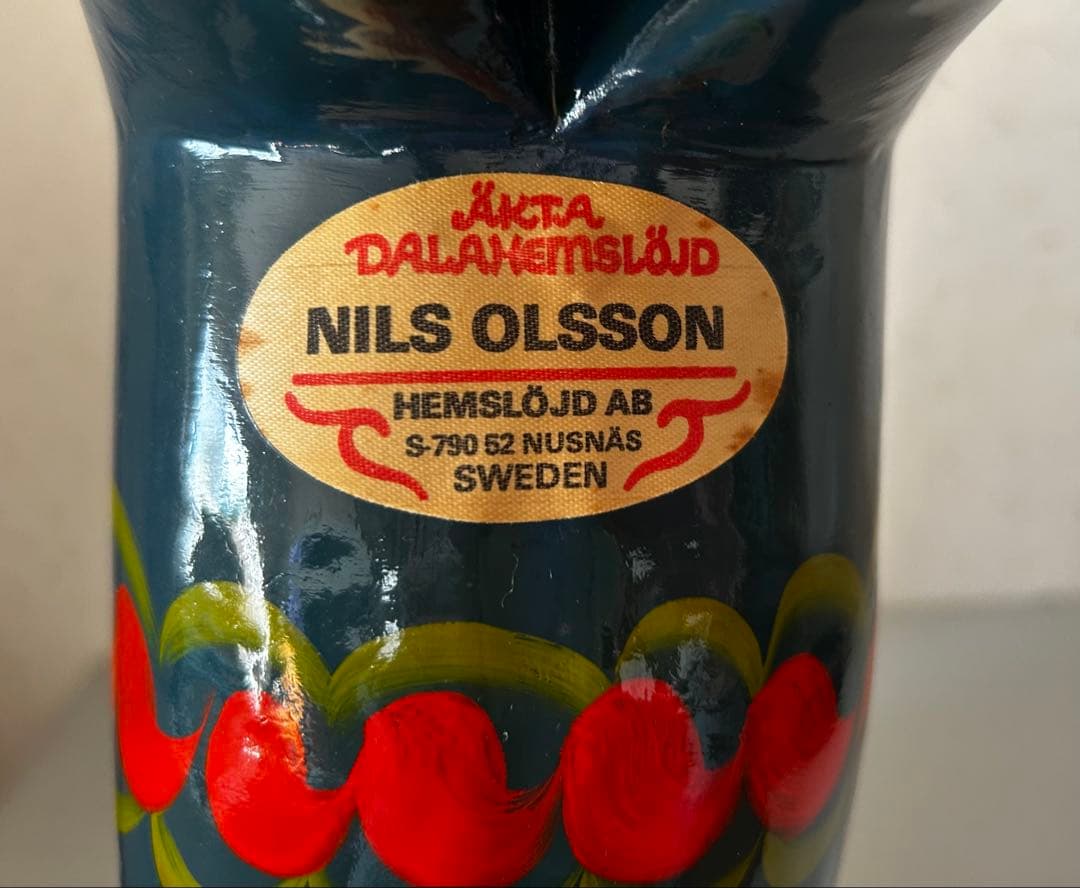 ÄKTA
DALAHEMSLÖJD
NILS OLSSON
HEMSLÖJD AB
S-790 52 NUSNÄS
SWEDEN